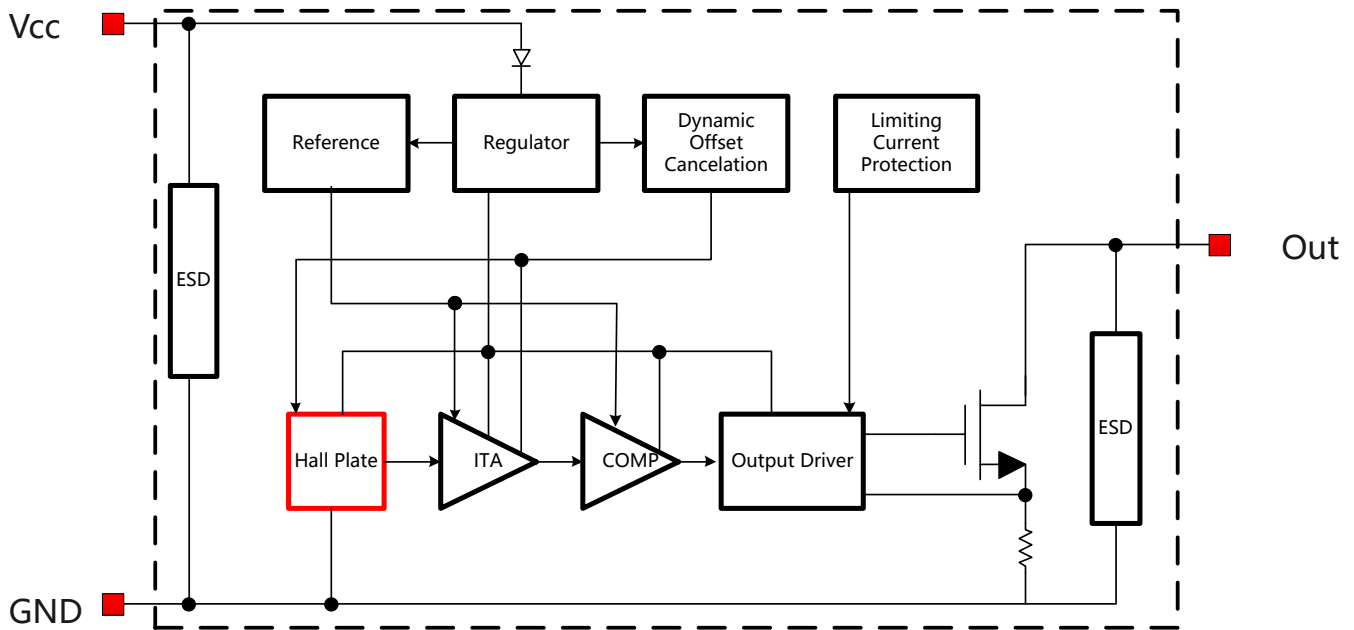 Vcc
Reference
Regulator
Dynamic
Offset
Cancelation
Limiting
Current
Protection
ESD
Out
Hall Plate
ITA
COMP
Output Driver
ESD
GND